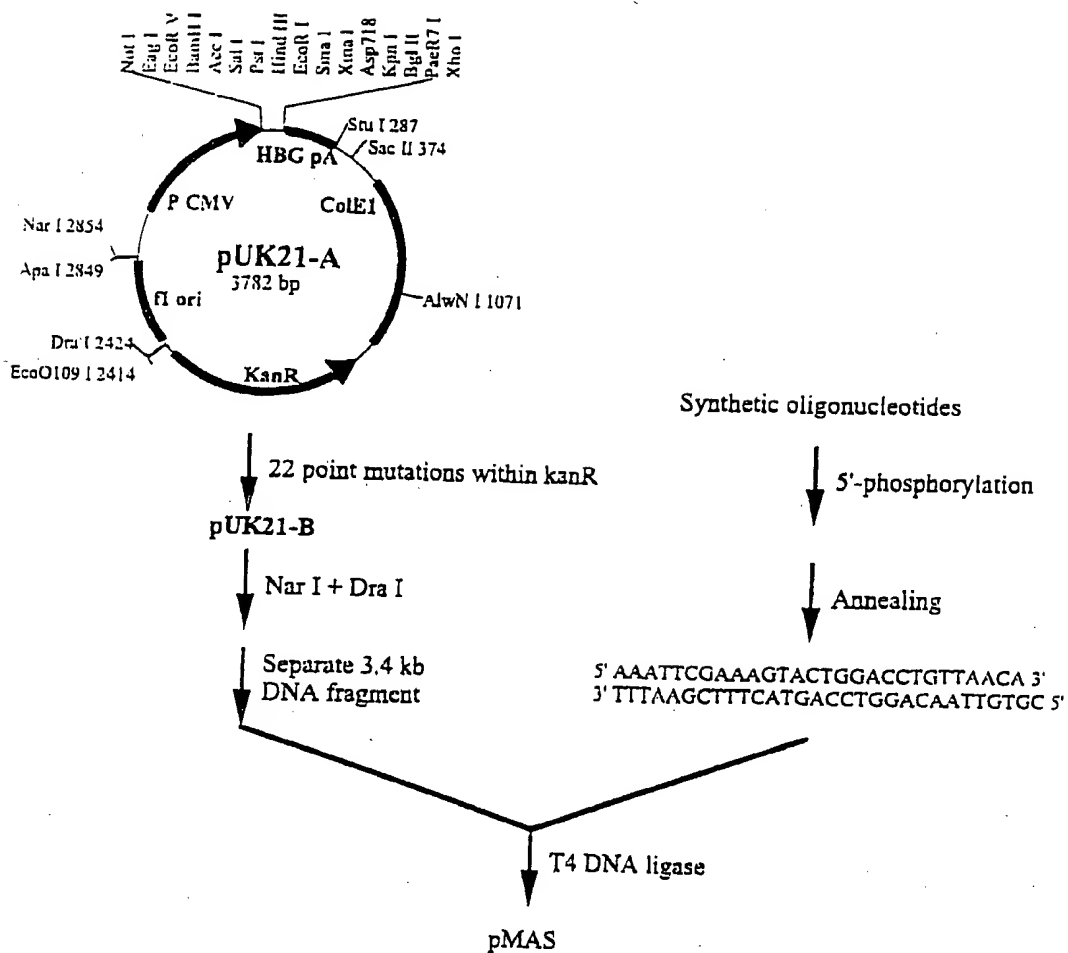 Not I
Eag I
EcoR V
BamH I
Acc I
Sal I
Pst I
Hind III
EcoR I
Sma I
Xma I
Asp718
Kpn I
Bgl II
PaeR7 I
Xho I
Stu I 287
Sac II 374
HBG pA
P CMV
ColE1
Nar I 2854
pUK21-A
3782 bp
Apa I 2849
f1 ori
AlwN I 1071
Dra I 2424
EcoO109 I 2414
KanR
Synthetic oligonucleotides
22 point mutations within kanR
5'-phosphorylation
pUK21-B
Nar I + Dra I
Annealing
Separate 3.4 kb
DNA fragment
5' AAATTCGAAAGTACTGGACCTGTTAACA 3'
3' TTTAAGCTTTCATGACCTGGACAATTGTGC 5'
T4 DNA ligase
pMAS